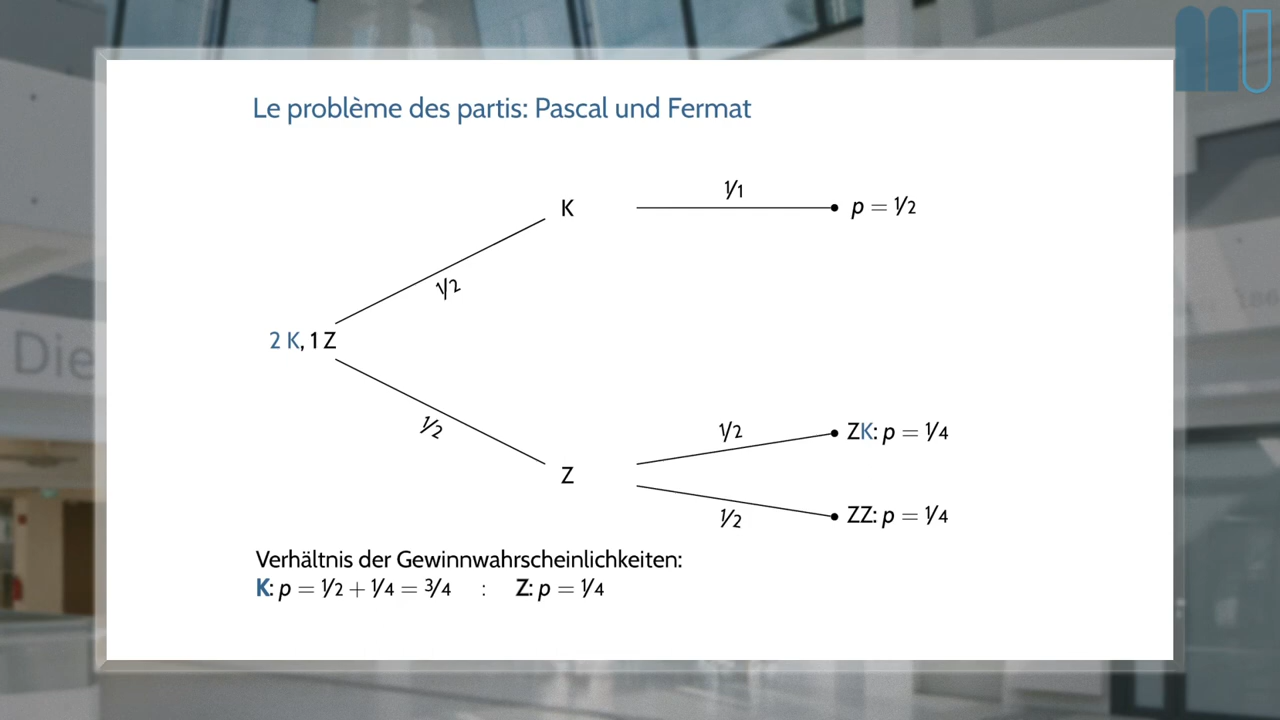 Le problème des partis: Pascal und Fermat
1/1
K
p = 1/2
1/2
2 K, 1 Z
1/2
1/2
ZK: p = 1/4
Z
1/2
ZZ: p = 1/4
Verhältnis der Gewinnwahrscheinlichkeiten:
K: p = 1/2 + 1/4 = 3/4 : Z: p = 1/4
Die